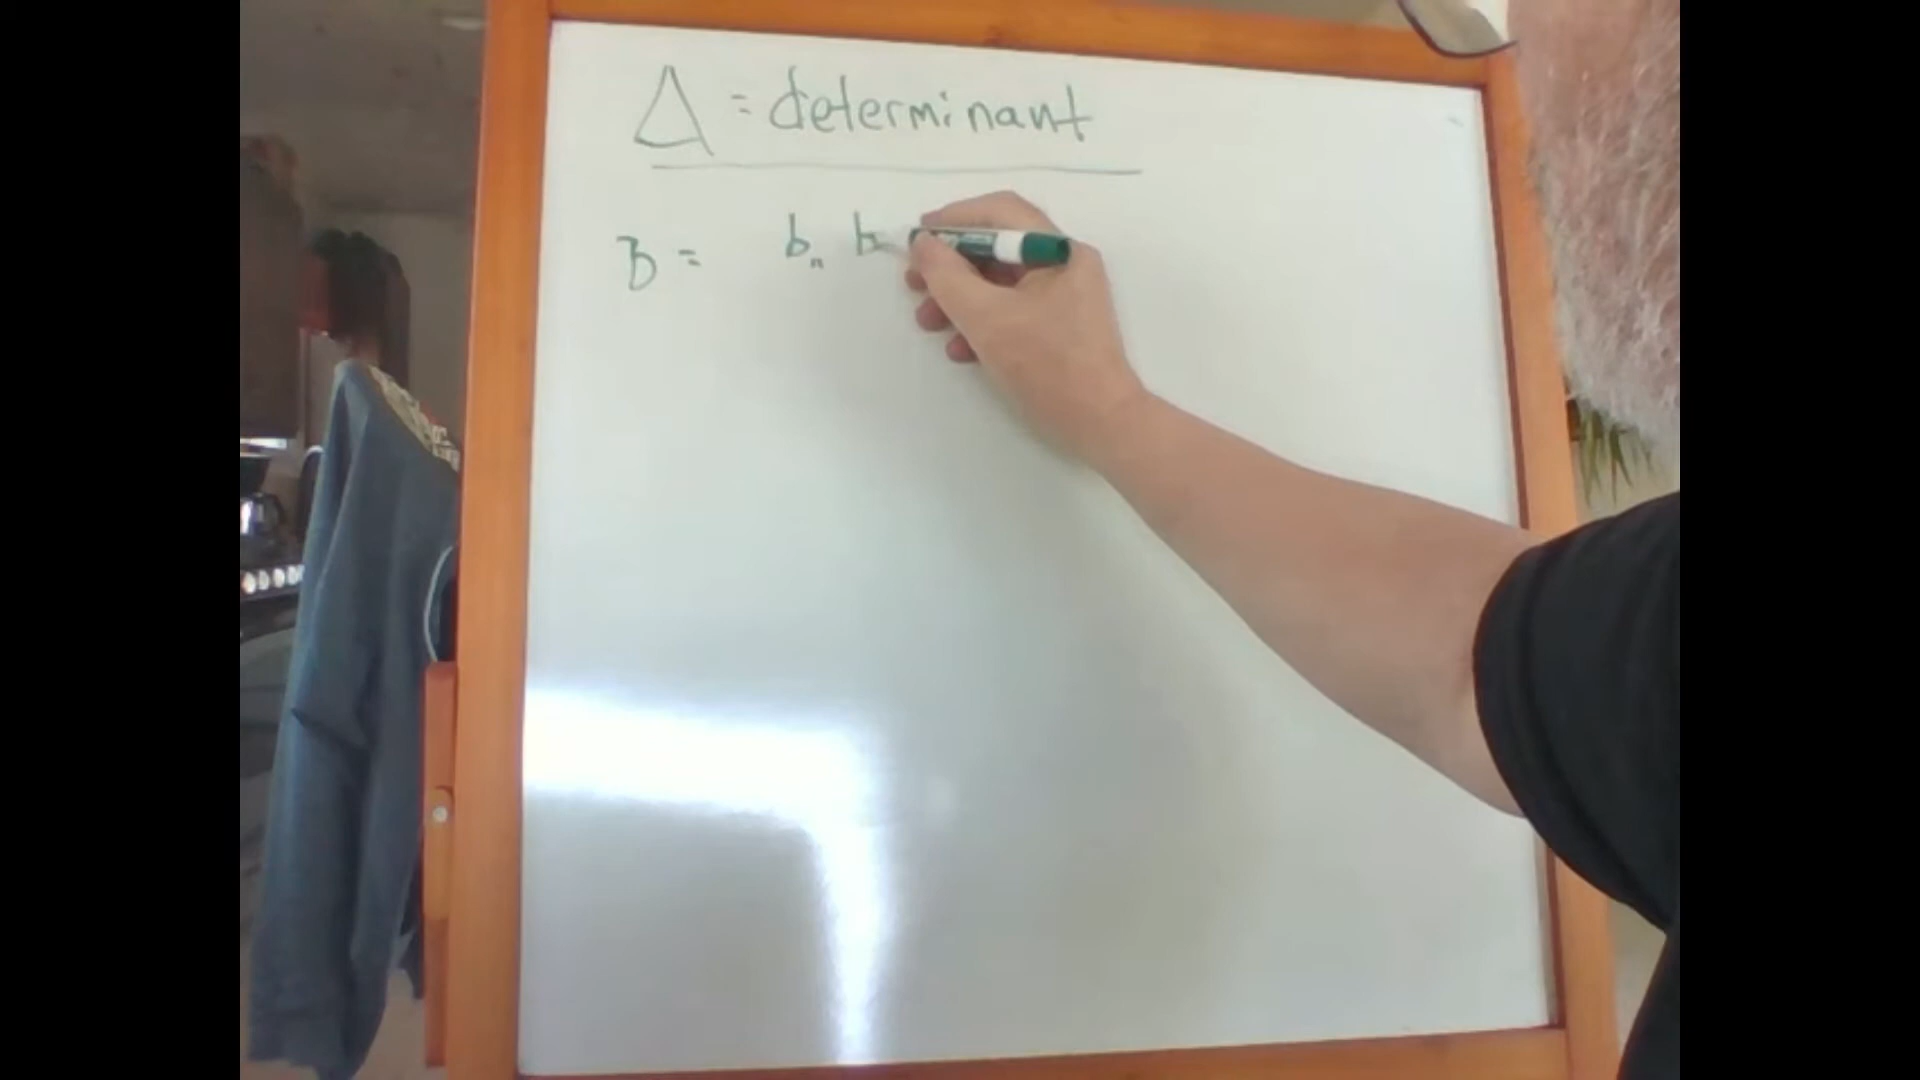 Δ = determinant
B = b₁₁ b